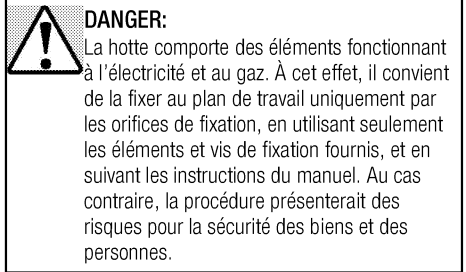 DANGER:
La hotte comporte des éléments fonctionnant
à l'électricité et au gaz. À cet effet, il convient
de la fixer au plan de travail uniquement par
les orifices de fixation, en utilisant seulement
les éléments et vis de fixation fournis, et en
suivant les instructions du manuel. Au cas
contraire, la procédure présenterait des
risques pour la sécurité des biens et des
personnes.